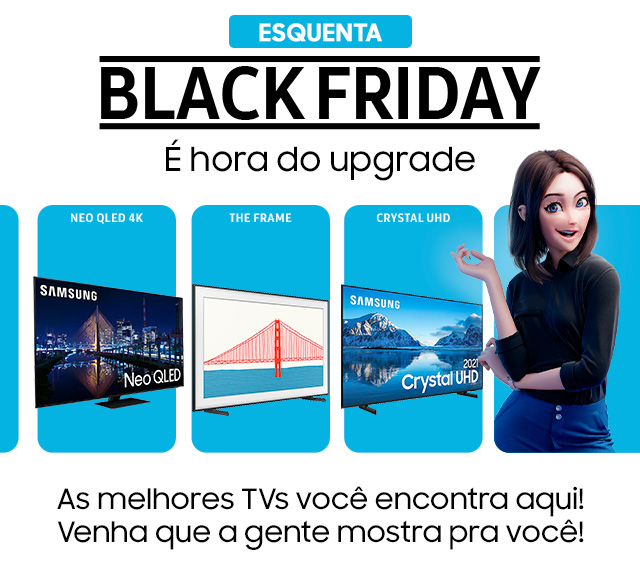 ESQUENTA
BLACK FRIDAY
É hora do upgrade
NEO QLED 4K
THE FRAME
CRYSTAL UHD
SAMSUNG
Neo QLED
SAMSUNG
2021
Crystal UHD
As melhores TVs você encontra aqui!
Venha que a gente mostra pra você!